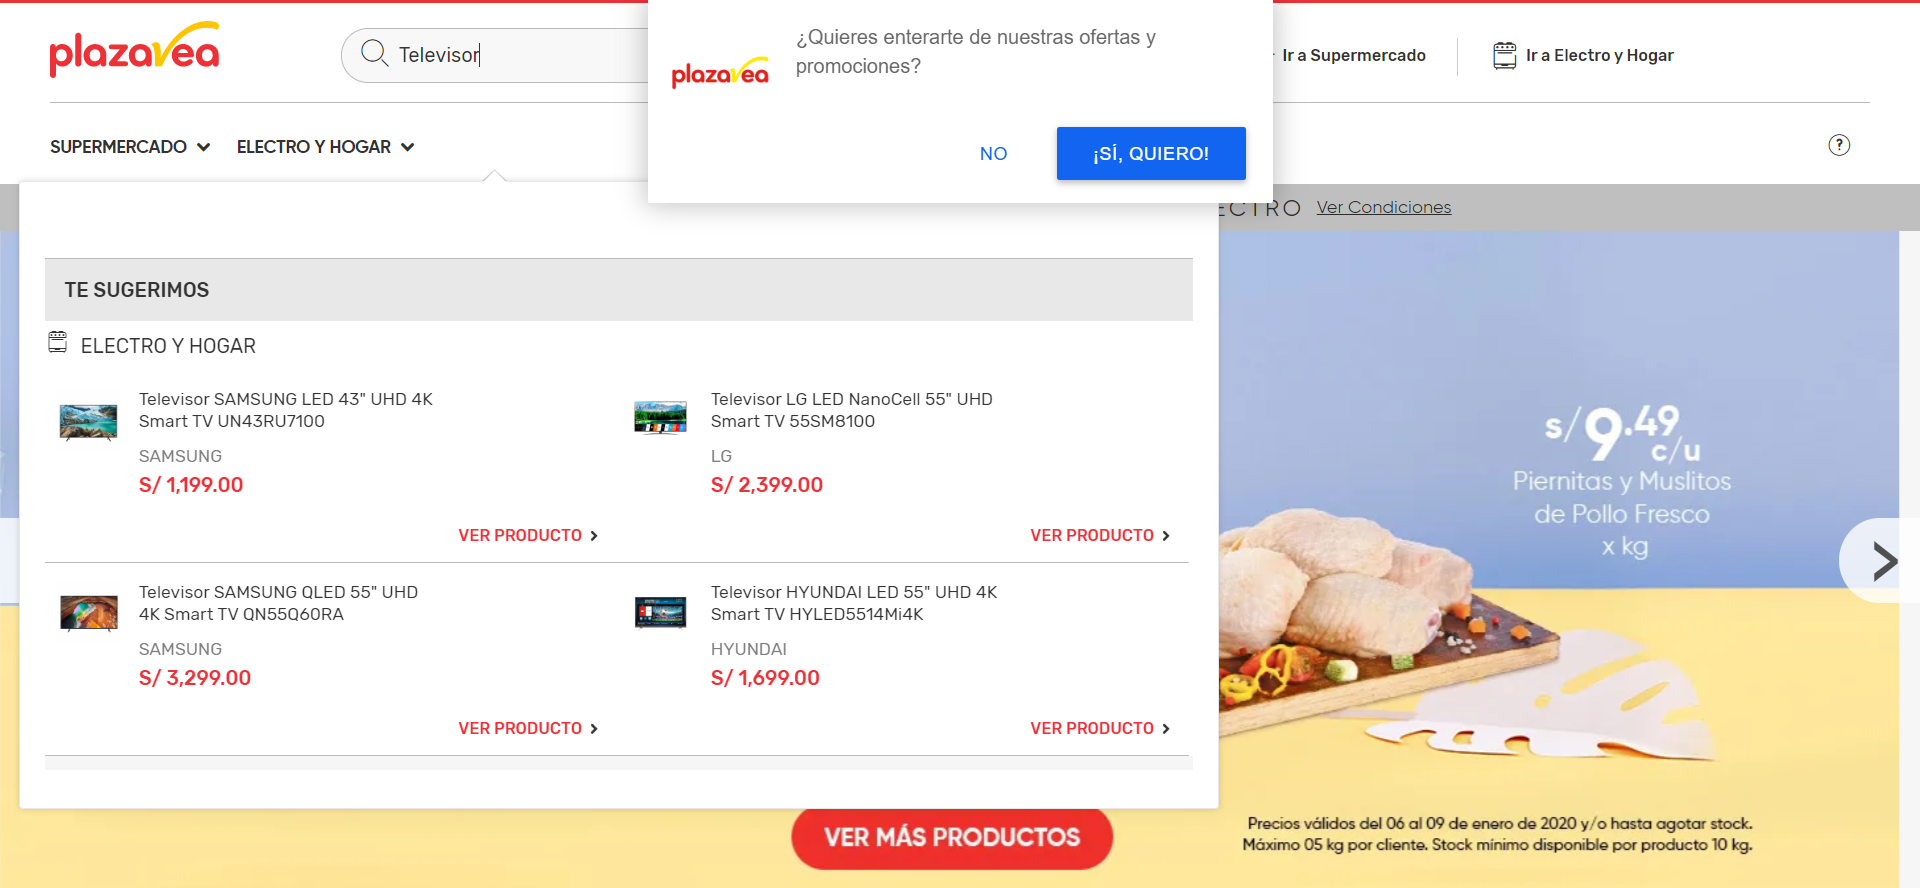 plazavea
Televisor
plazavea
¿Quieres enterarte de nuestras ofertas y
promociones?
NO
¡SÍ, QUIERO!
Ir a Supermercado
Ir a Electro y Hogar
SUPERMERCADO
ELECTRO Y HOGAR
?
Ver Condiciones
TE SUGERIMOS
ELECTRO Y HOGAR
Televisor SAMSUNG LED 43" UHD 4K
Smart TV UN43RU7100
SAMSUNG
S/ 1,199.00
VER PRODUCTO
Televisor LG LED NanoCell 55" UHD
Smart TV 55SM8100
LG
S/ 2,399.00
VER PRODUCTO
Televisor SAMSUNG QLED 55" UHD
4K Smart TV QN55Q60RA
SAMSUNG
S/ 3,299.00
VER PRODUCTO
Televisor HYUNDAI LED 55" UHD 4K
Smart TV HYLED5514Mi4K
HYUNDAI
S/ 1,699.00
VER PRODUCTO
s/9.49
c/u
Piernitas y Muslitos
de Pollo Fresco
x kg
VER MÁS PRODUCTOS
Precios válidos del 06 al 09 de enero de 2020 y/o hasta agotar stock.
Máximo 05 kg por cliente. Stock mínimo disponible por producto 10 kg.